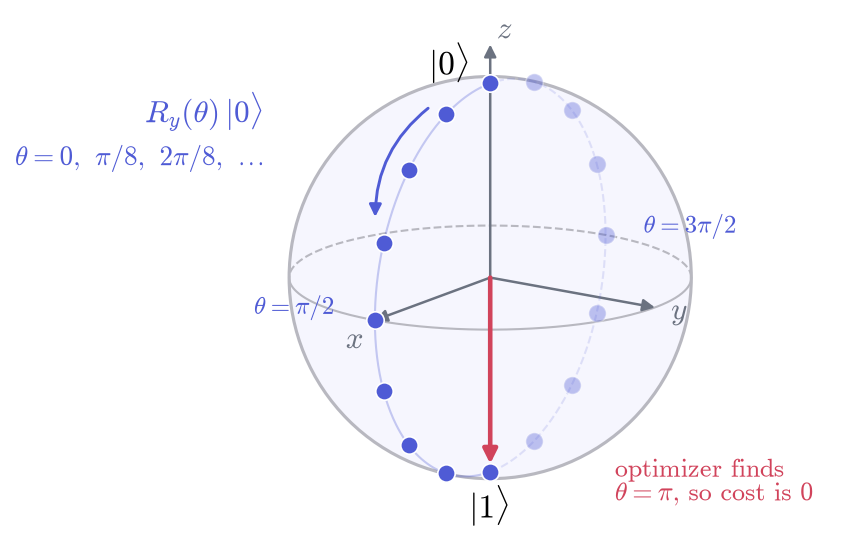 z
|0⟩
R_y(θ) |0⟩
θ = 0, π/8, 2π/8, …
θ = 3π/2
θ = π/2
y
x
optimizer finds
θ = π, so cost is 0
|1⟩